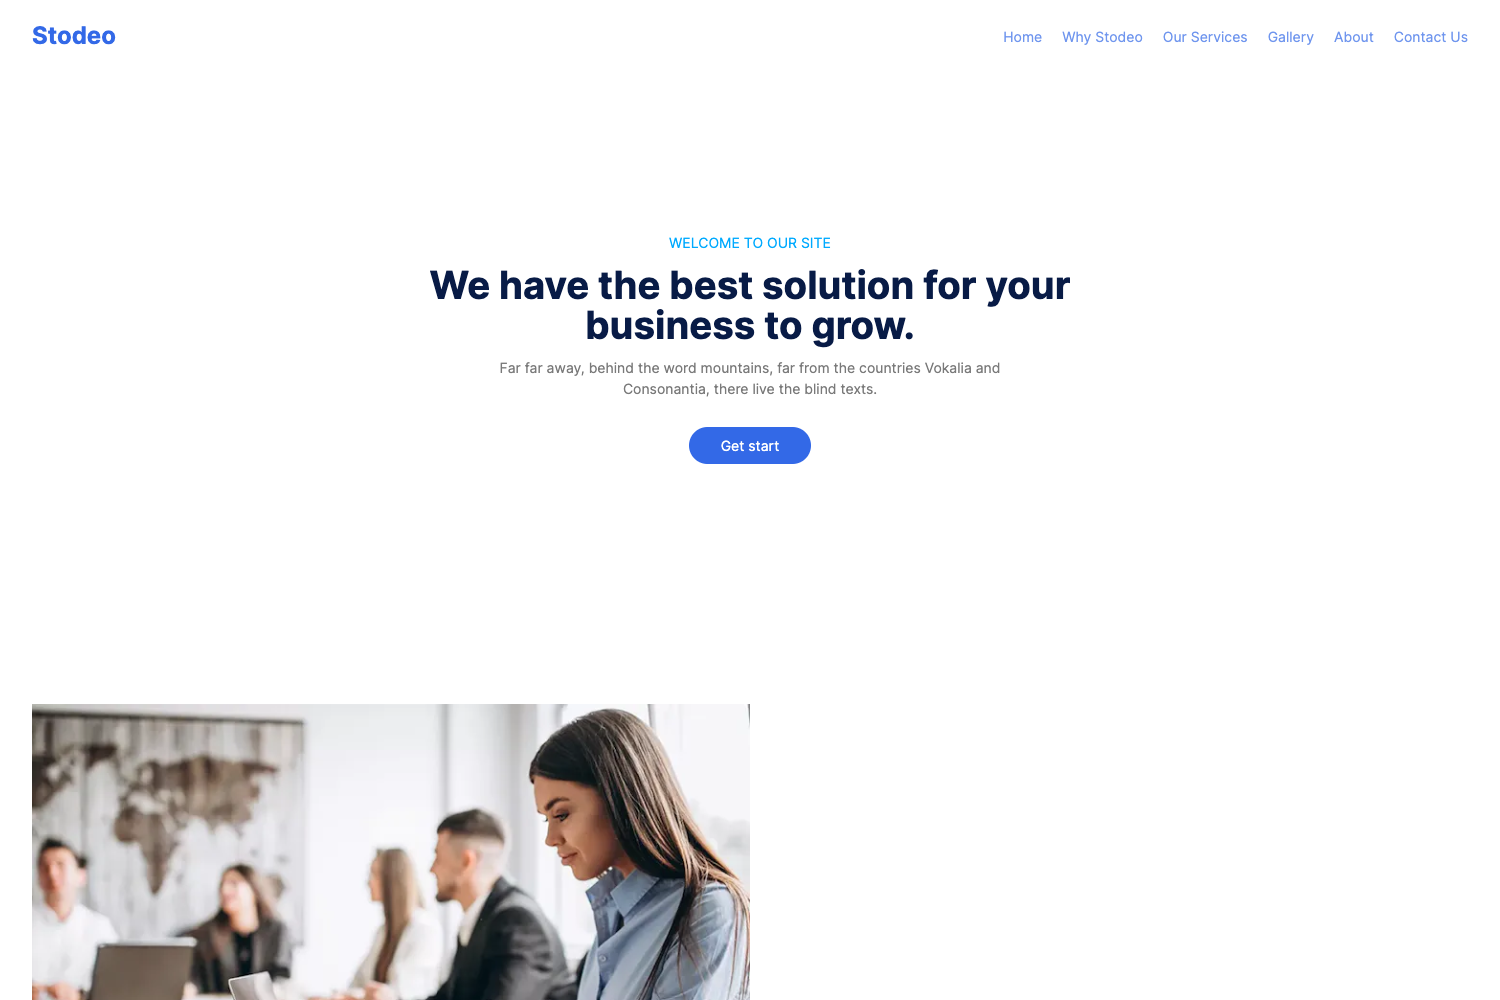 Stodeo
Home Why Stodeo Our Services Gallery About Contact Us
WELCOME TO OUR SITE
We have the best solution for your
business to grow.
Far far away, behind the word mountains, far from the countries Vokalia and
Consonantia, there live the blind texts.
Get start